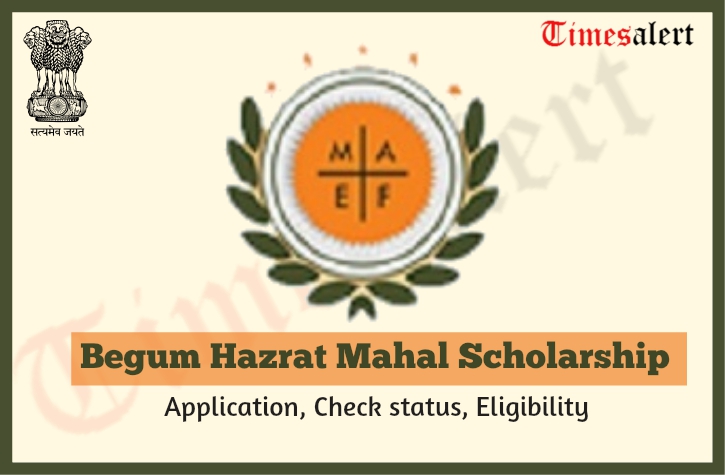 Timesalert
सत्यमेव जयते
M A
E F
Begum Hazrat Mahal Scholarship
Application, Check status, Eligibility